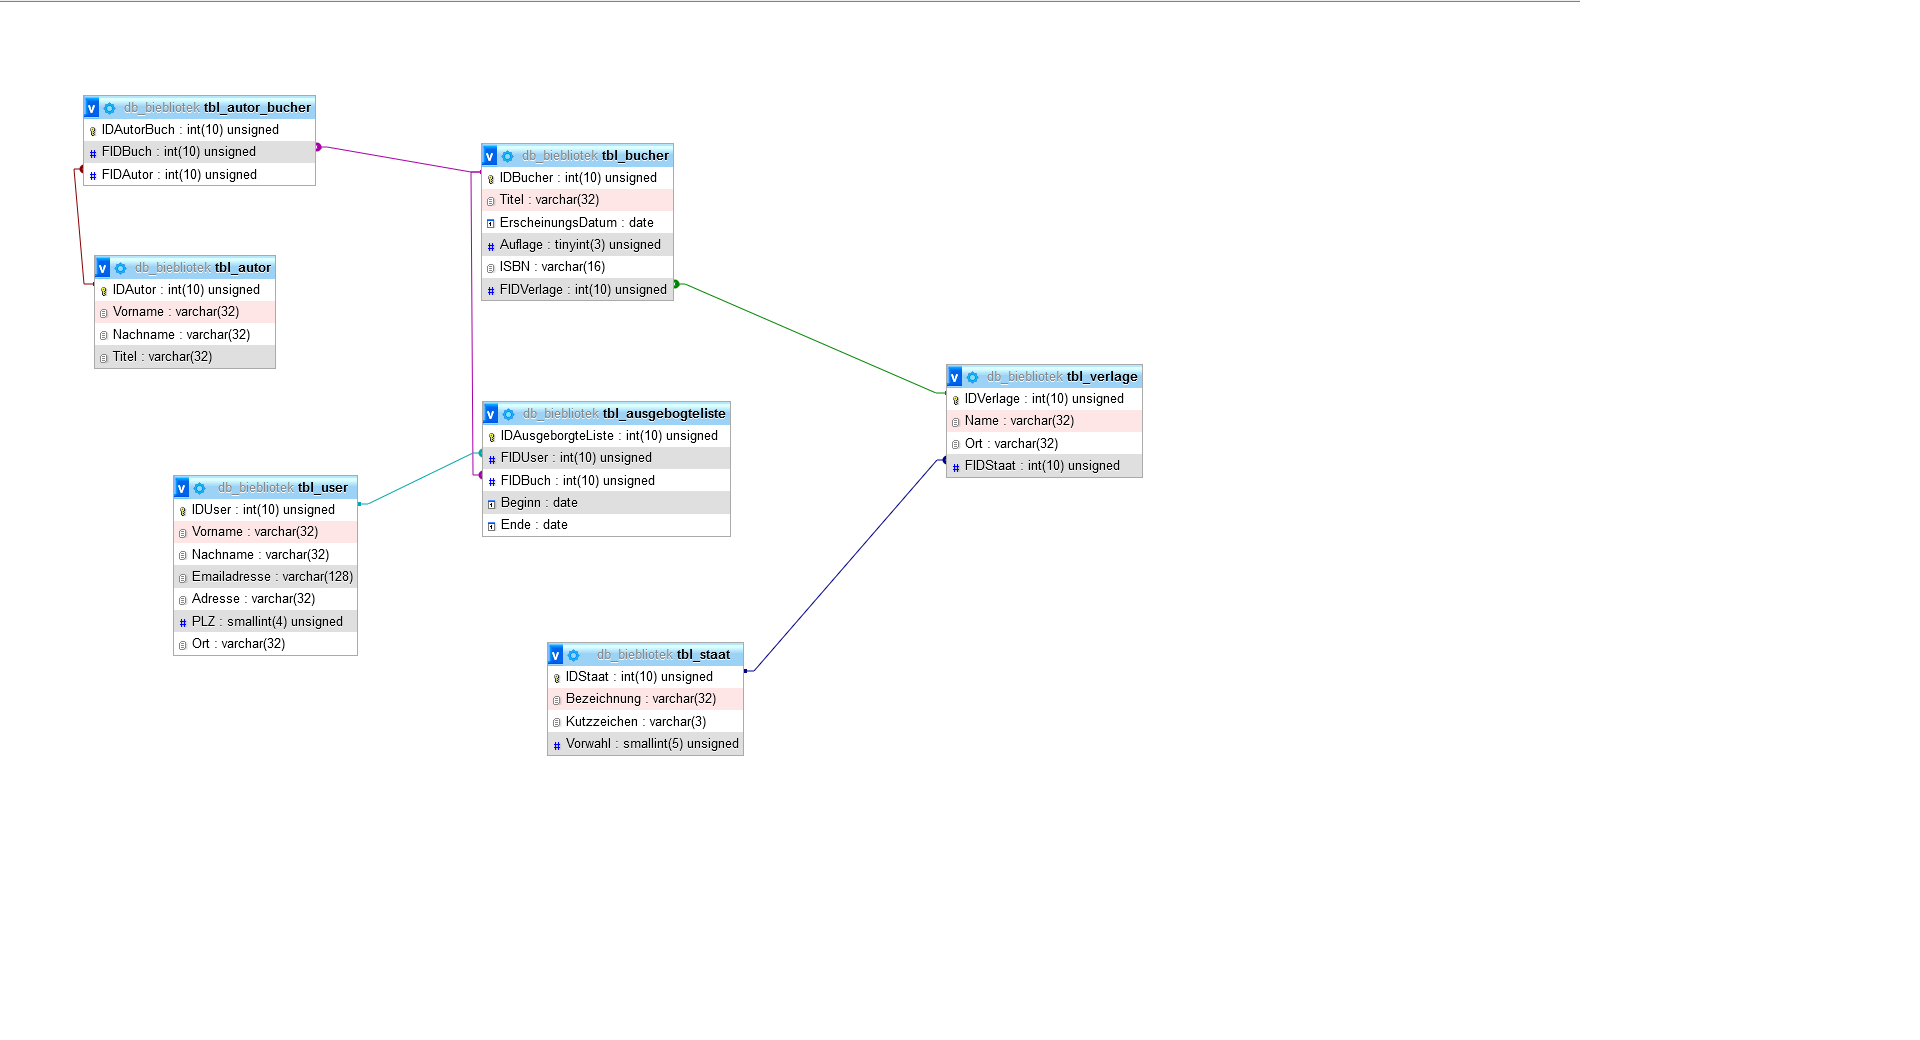 v db_biebliotek tbl_autor_bucher
IDAutorBuch : int(10) unsigned
# FIDBuch : int(10) unsigned
# FIDAutor : int(10) unsigned
v db_biebliotek tbl_bucher
IDBucher : int(10) unsigned
Titel : varchar(32)
ErscheinungsDatum : date
# Auflage : tinyint(3) unsigned
ISBN : varchar(16)
# FIDVerlage : int(10) unsigned
v db_biebliotek tbl_autor
IDAutor : int(10) unsigned
Vorname : varchar(32)
Nachname : varchar(32)
Titel : varchar(32)
v db_biebliotek tbl_verlage
IDVerlage : int(10) unsigned
Name : varchar(32)
Ort : varchar(32)
# FIDStaat : int(10) unsigned
v db_biebliotek tbl_ausgebogteliste
IDAusgeborgteListe : int(10) unsigned
# FIDUser : int(10) unsigned
# FIDBuch : int(10) unsigned
Beginn : date
Ende : date
v db_biebliotek tbl_user
IDUser : int(10) unsigned
Vorname : varchar(32)
Nachname : varchar(32)
Emailadresse : varchar(128)
Adresse : varchar(32)
# PLZ : smallint(4) unsigned
Ort : varchar(32)
v db_biebliotek tbl_staat
IDStaat : int(10) unsigned
Bezeichnung : varchar(32)
Kutzzeichen : varchar(3)
# Vorwahl : smallint(5) unsigned